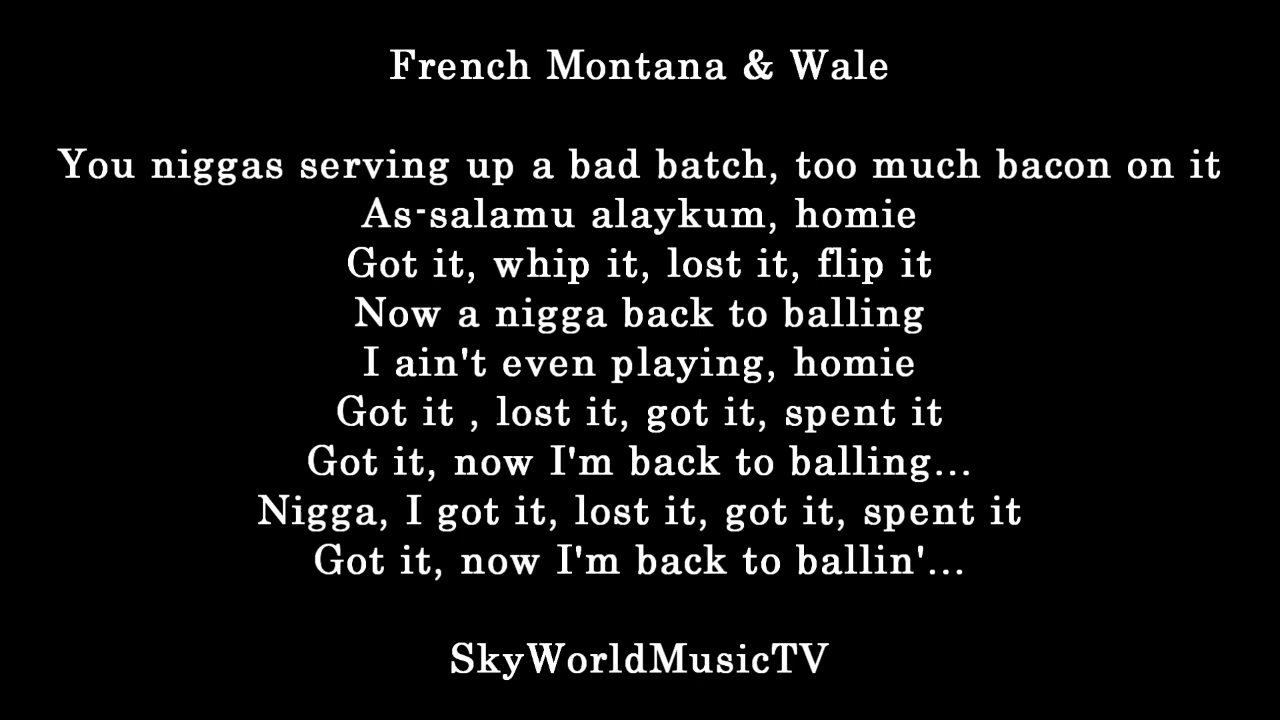 French Montana & Wale
You niggas serving up a bad batch, too much bacon on it
As-salamu alaykum, homie
Got it, whip it, lost it, flip it
Now a nigga back to balling
I ain't even playing, homie
Got it , lost it, got it, spent it
Got it, now I'm back to balling...
Nigga, I got it, lost it, got it, spent it
Got it, now I'm back to ballin'...
SkyWorldMusicTV